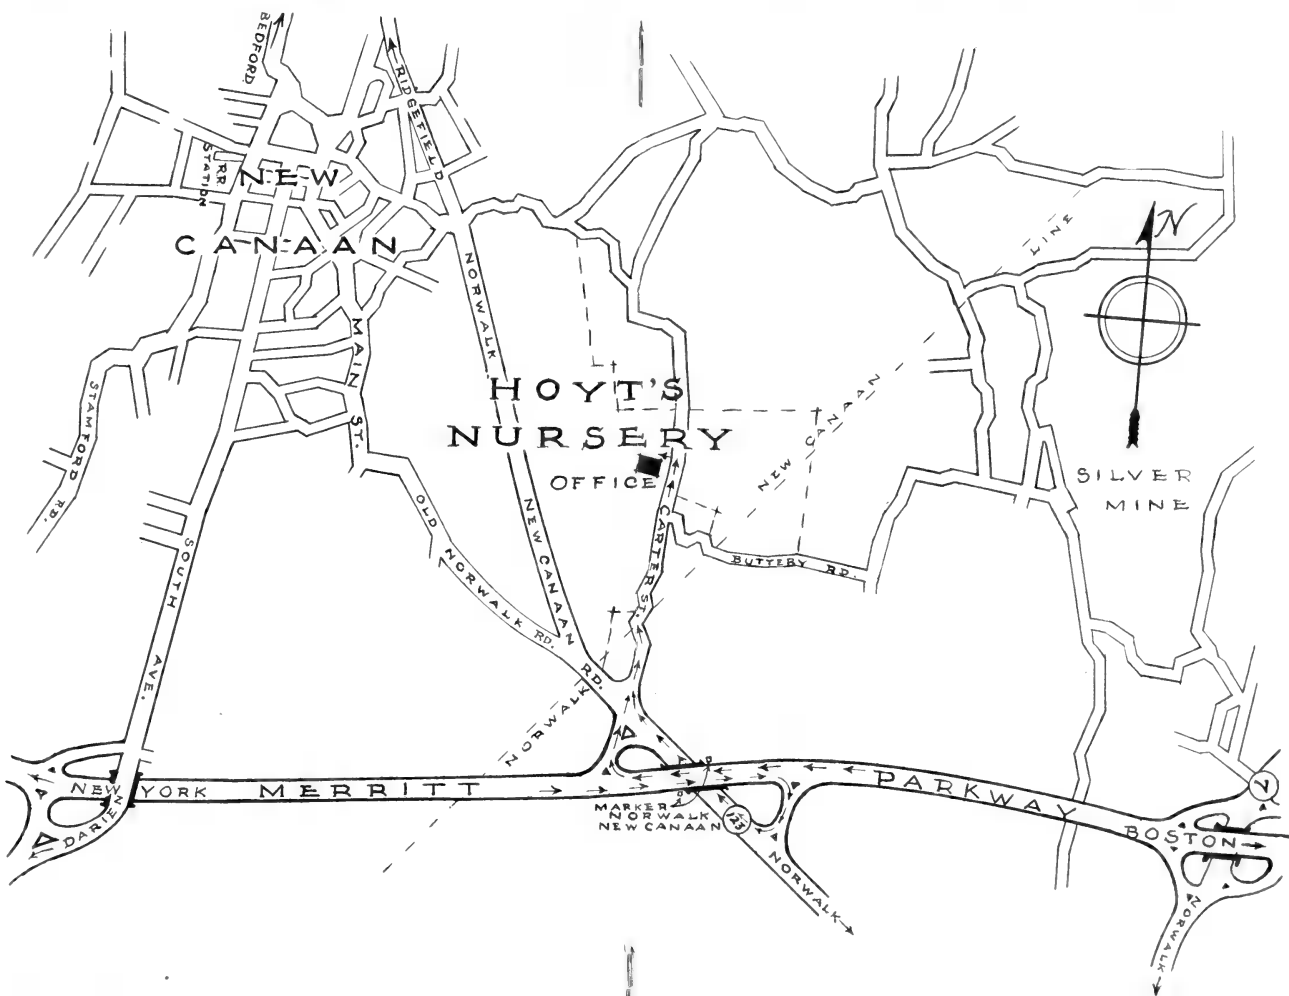 BEDFORD
RIDGEFIELD
RR
STATION
NEW
CANAAN
N
LINE
NORWALK
MAIN ST.
STAMFORD RD.
HOYT'S
NURSERY
OFFICE
NEW CANAAN
SILVER
MINE
OLD NORWALK RD.
NEW CANAAN RD.
CARTER ST.
BUTTERY RD.
SOUTH AVE.
NORWALK
NEW YORK
MERRITT
PARKWAY
BOSTON
7
DARIEN
MARKER
NORWALK
NEW CANAAN
123
NORWALK
NORWALK